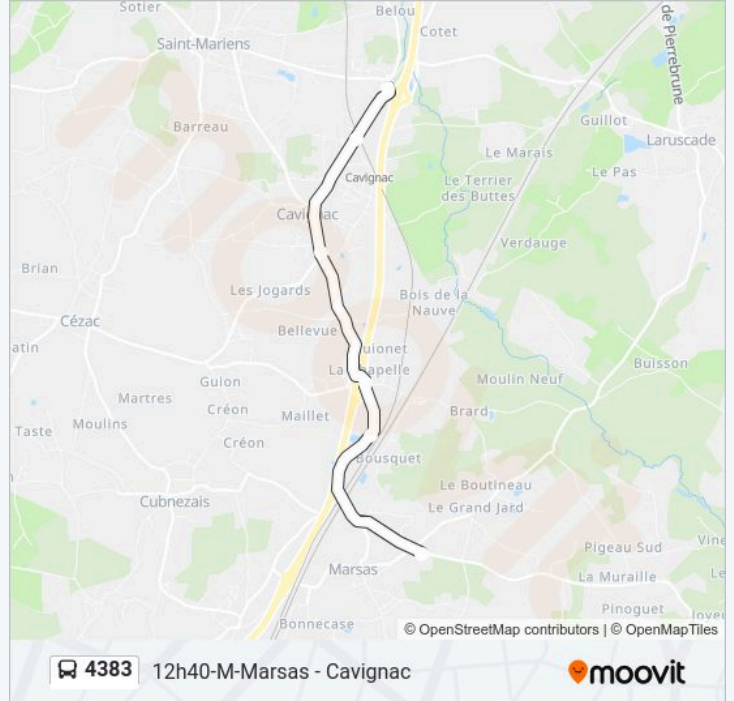 Sotier
Belou
Cotet
de Pierrebrune
Saint-Mariens
Guillot
Barreau
Laruscade
Le Marais
Le Pas
Cavignac
Le Terrier
des Buttes
Cavignac
Verdauge
Brian
Les Jogards
Bois de la
Nauve
Cézac
Bellevue
uionet
atin
La Chapelle
Buisson
Guion
Moulin Neuf
Martres
Créon
Maillet
Brard
Taste
Moulins
Créon
Bousquet
Le Boutineau
Cubnezais
Le Grand Jard
Vine
Pigeau Sud
Marsas
La Muraille
Le
Pinoguet
Bonnecase
© OpenStreetMap contributors | © OpenMapTiles
4383 12h40-M-Marsas - Cavignac
moovit